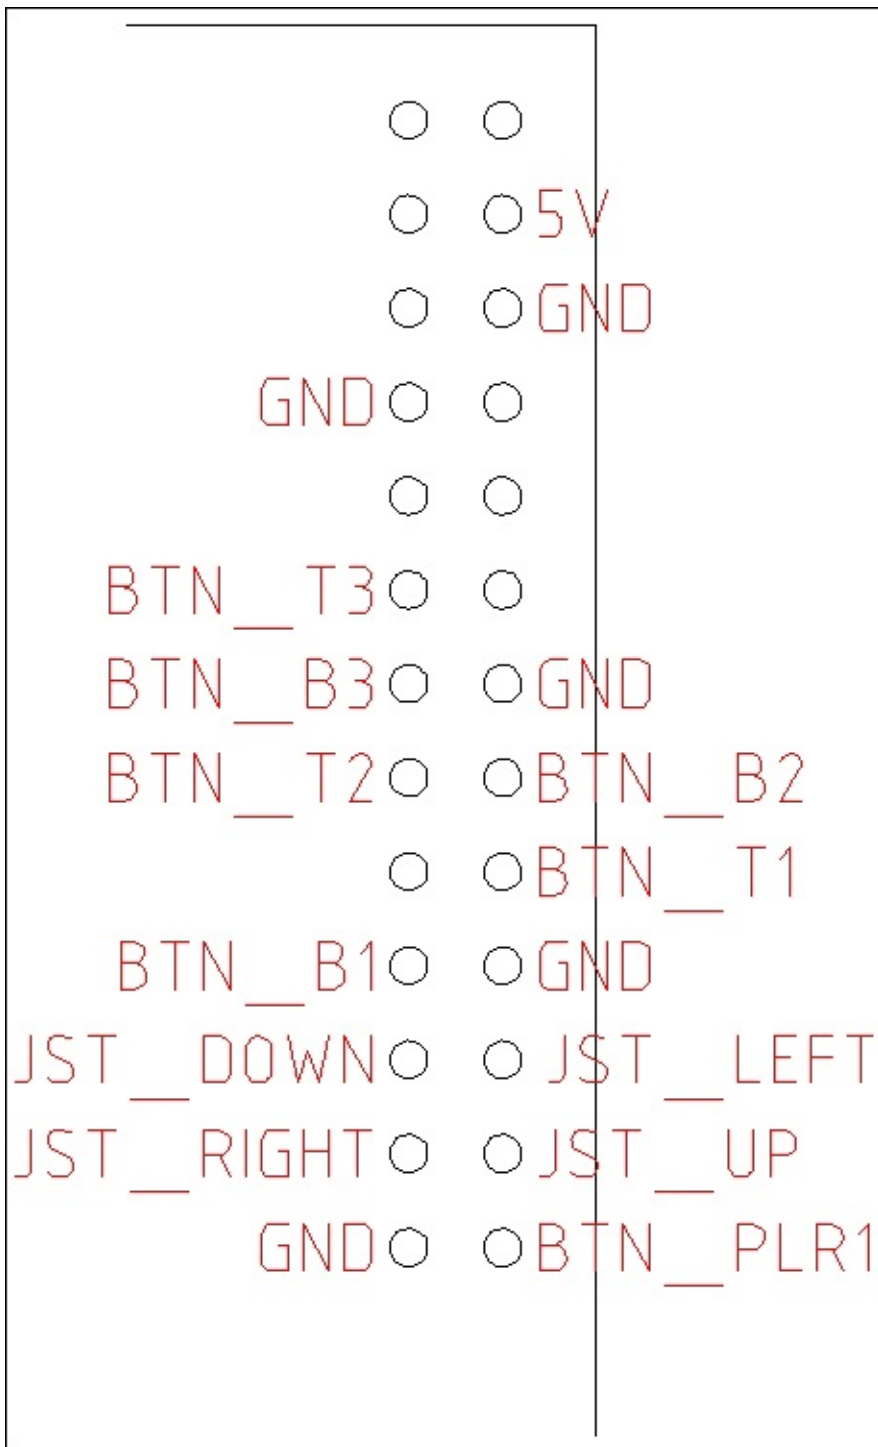 5V
GND
GND
BTN__T3
BTN__B3 GND
BTN__T2 BTN__B2
BTN__T1
BTN__B1 GND
JST__DOWN JST__LEFT
JST__RIGHT JST__UP
GND BTN__PLR1